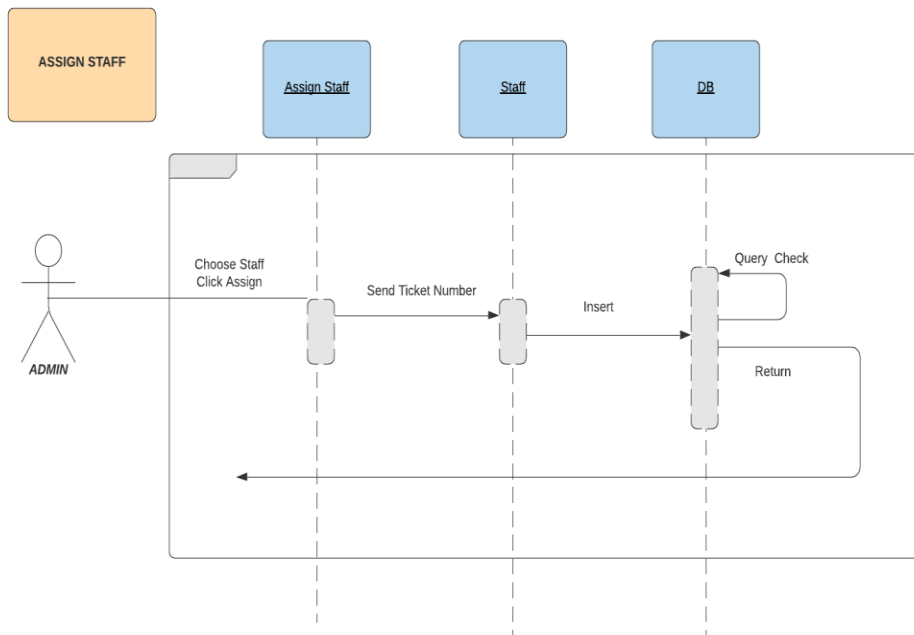 ASSIGN STAFF
Assign Staff
Staff
DB
Choose Staff
Click Assign
Send Ticket Number
Insert
Query Check
Return
ADMIN